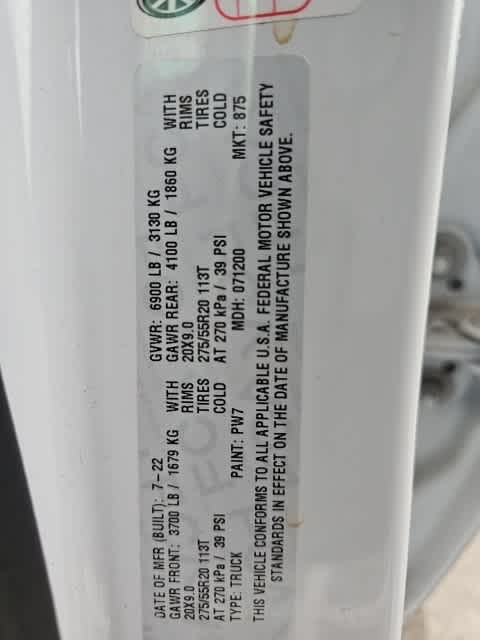 DATE OF MFR (BUILT): 7-22 GVWR: 6900 LB / 3130 KG
GAWR FRONT: 3700 LB / 1679 KG WITH GAWR REAR: 4100 LB / 1860 KG WITH
20X9.0 RIMS 20X9.0 RIMS
275/55R20 113T TIRES 275/55R20 113T TIRES
AT 270 kPa / 39 PSI COLD AT 270 kPa / 39 PSI COLD
TYPE: TRUCK PAINT: PW7 MDH: 071200 MKT: 875
THIS VEHICLE CONFORMS TO ALL APPLICABLE U.S.A. FEDERAL MOTOR VEHICLE SAFETY
STANDARDS IN EFFECT ON THE DATE OF MANUFACTURE SHOWN ABOVE.